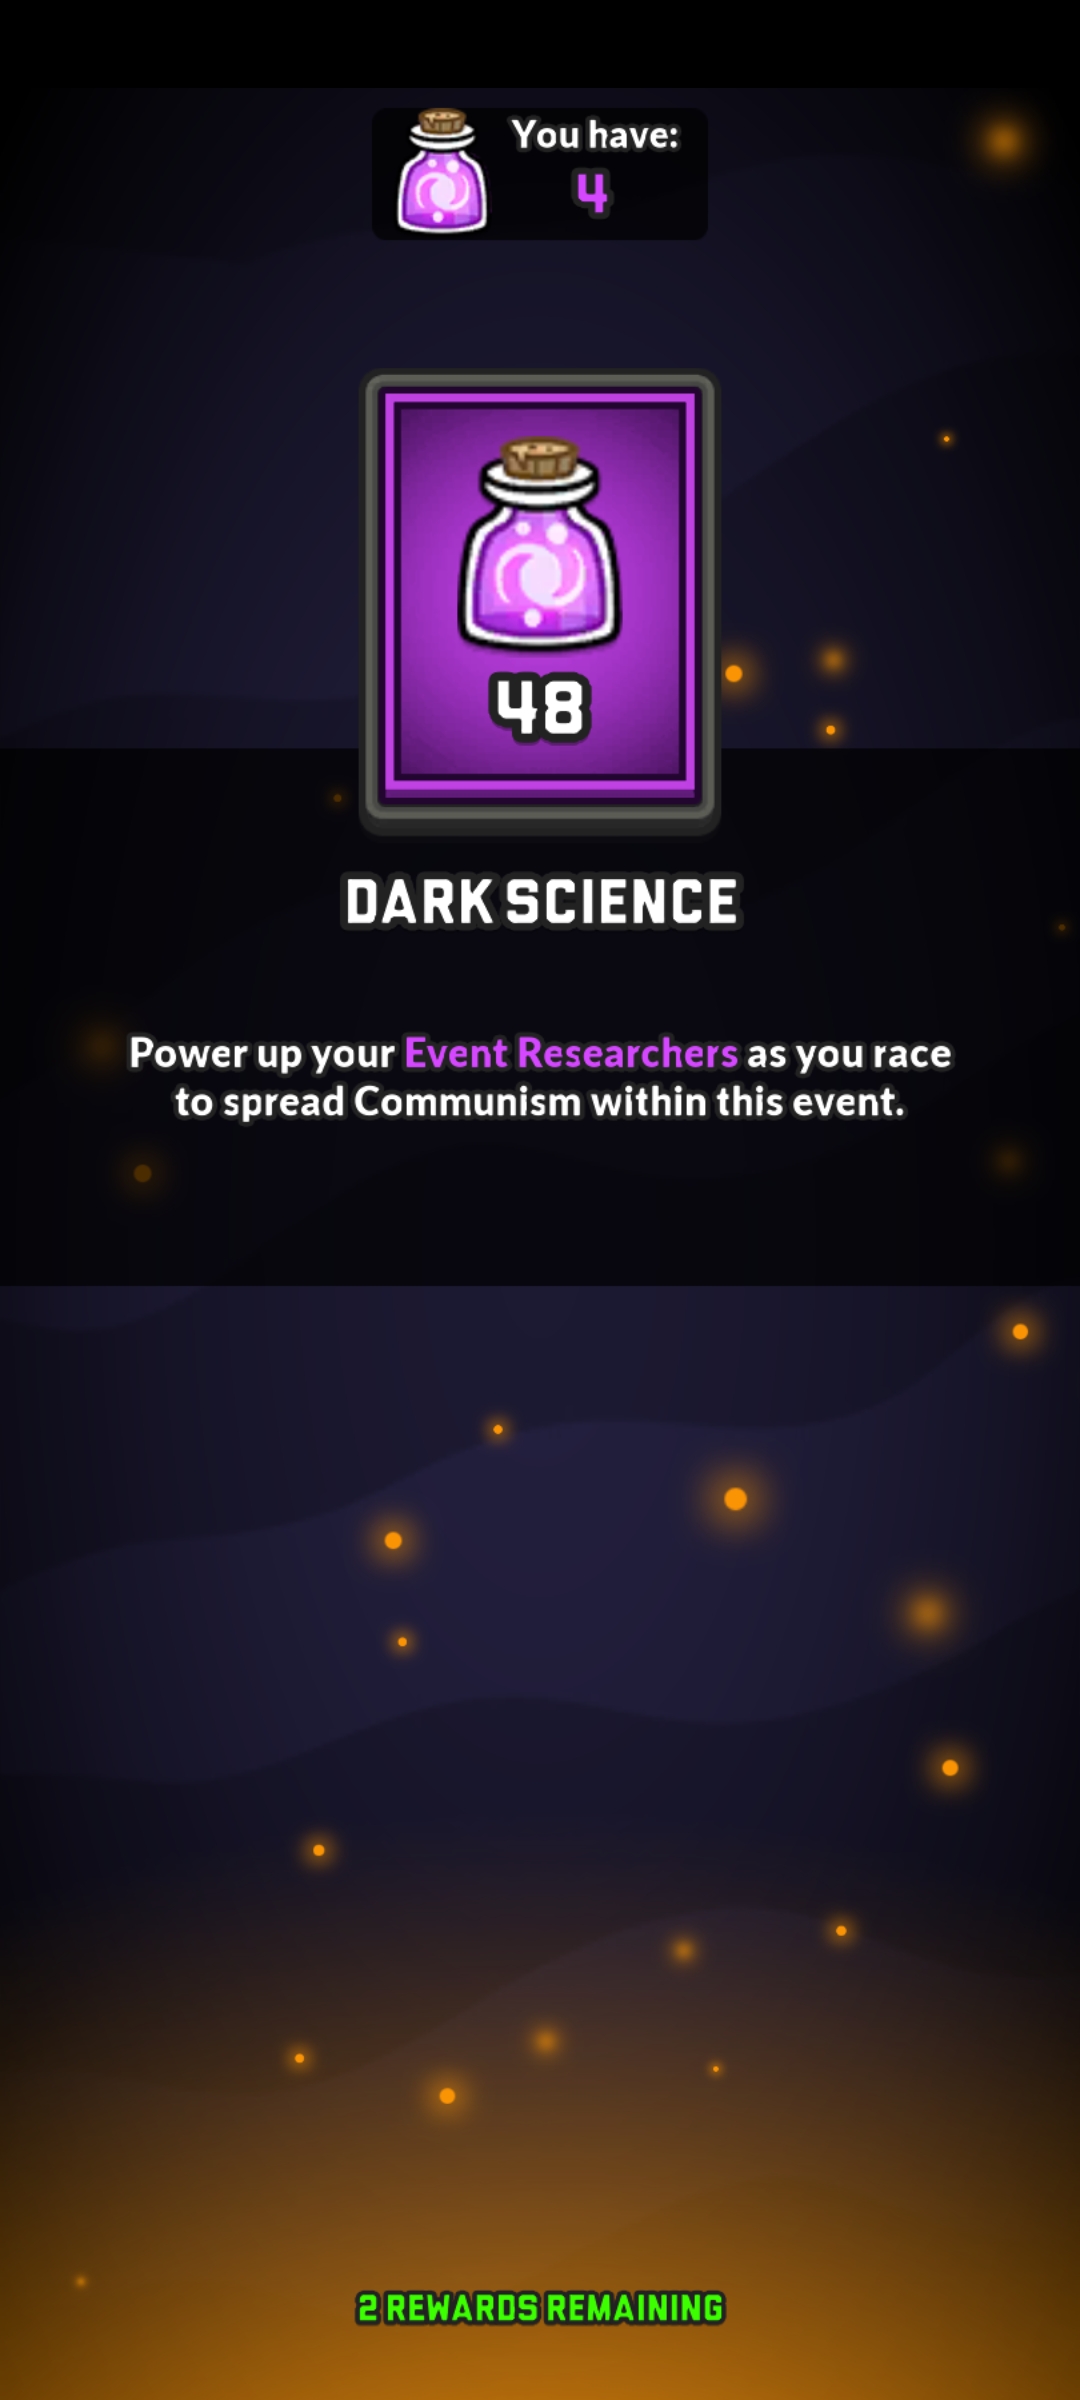 You have:
4
48
DARK SCIENCE
Power up your Event Researchers as you race
to spread Communism within this event.
2 REWARDS REMAINING